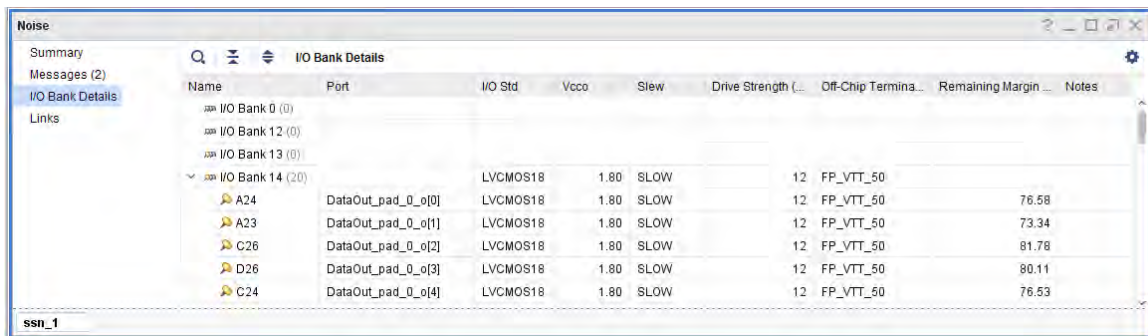 Noise
Summary
Messages (2)
I/O Bank Details
Links
I/O Bank Details
Name Port I/O Std Vcco Slew Drive Strength (... Off-Chip Termina... Remaining Margin ... Notes
I/O Bank 0 (0)
I/O Bank 12 (0)
I/O Bank 13 (0)
I/O Bank 14 (20) LVCMOS18 1.80 SLOW 12 FP_VTT_50
A24 DataOut_pad_0_o[0] LVCMOS18 1.80 SLOW 12 FP_VTT_50 76.58
A23 DataOut_pad_0_o[1] LVCMOS18 1.80 SLOW 12 FP_VTT_50 73.34
C26 DataOut_pad_0_o[2] LVCMOS18 1.80 SLOW 12 FP_VTT_50 81.78
D26 DataOut_pad_0_o[3] LVCMOS18 1.80 SLOW 12 FP_VTT_50 80.11
C24 DataOut_pad_0_o[4] LVCMOS18 1.80 SLOW 12 FP_VTT_50 76.53
ssn_1